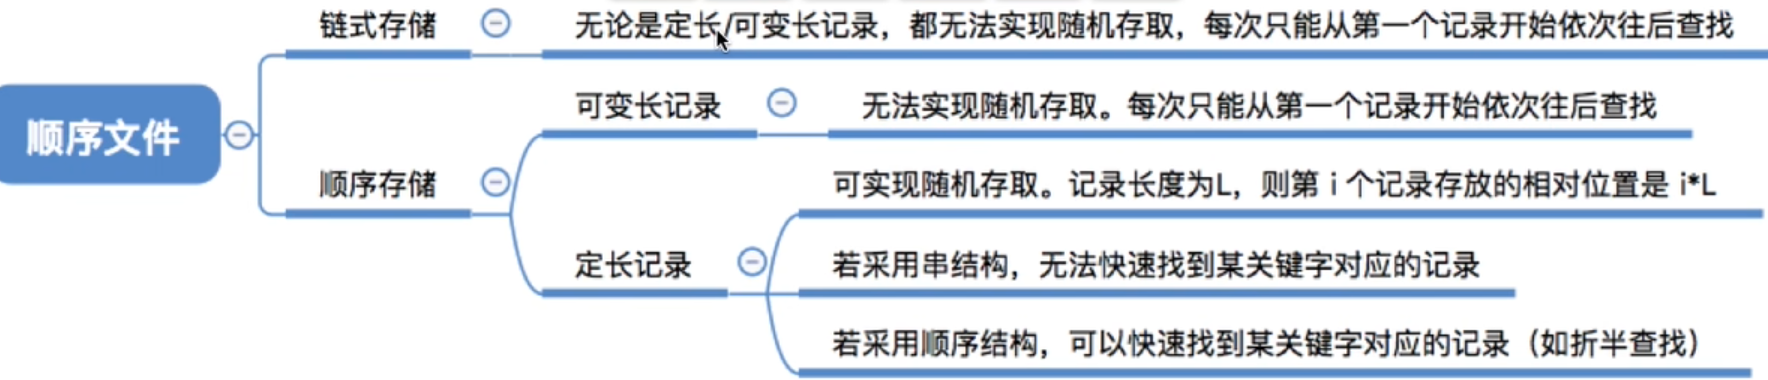 顺序文件
链式存储
无论是定长/可变长记录，都无法实现随机存取，每次只能从第一个记录开始依次往后查找
顺序存储
可变长记录
无法实现随机存取。每次只能从第一个记录开始依次往后查找
定长记录
可实现随机存取。记录长度为L，则第 i 个记录存放的相对位置是 i*L
若采用串结构，无法快速找到某关键字对应的记录
若采用顺序结构，可以快速找到某关键字对应的记录（如折半查找）